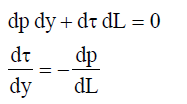 dp dy + dτ dL = 0
dτ/dy = − dp/dL